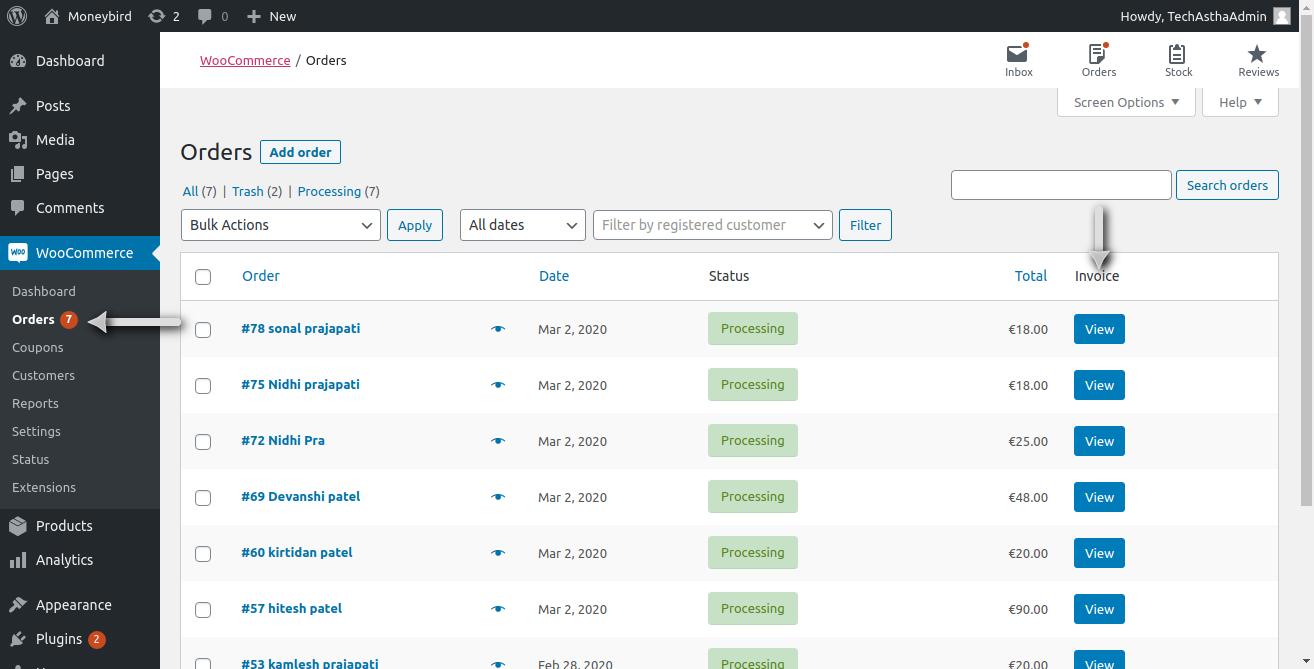 Moneybird 2 0 New Howdy, TechAsthaAdmin
Dashboard
Posts
Media
Pages
Comments
woo WooCommerce
Dashboard
Orders 7
Coupons
Customers
Reports
Settings
Status
Extensions
Products
Analytics
Appearance
Plugins 2
WooCommerce / Orders
Inbox Orders Stock Reviews
Screen Options Help
Orders Add order
All (7) | Trash (2) | Processing (7)
Search orders
Bulk Actions Apply All dates Filter by registered customer Filter
Order Date Status Total Invoice
#78 sonal prajapati Mar 2, 2020 Processing €18.00 View
#75 Nidhi prajapati Mar 2, 2020 Processing €18.00 View
#72 Nidhi Pra Mar 2, 2020 Processing €25.00 View
#69 Devanshi patel Mar 2, 2020 Processing €48.00 View
#60 kirtidan patel Mar 2, 2020 Processing €20.00 View
#57 hitesh patel Mar 2, 2020 Processing €90.00 View
#53 kamlesh prajapati Feb 28, 2020 Processing €20.00 View